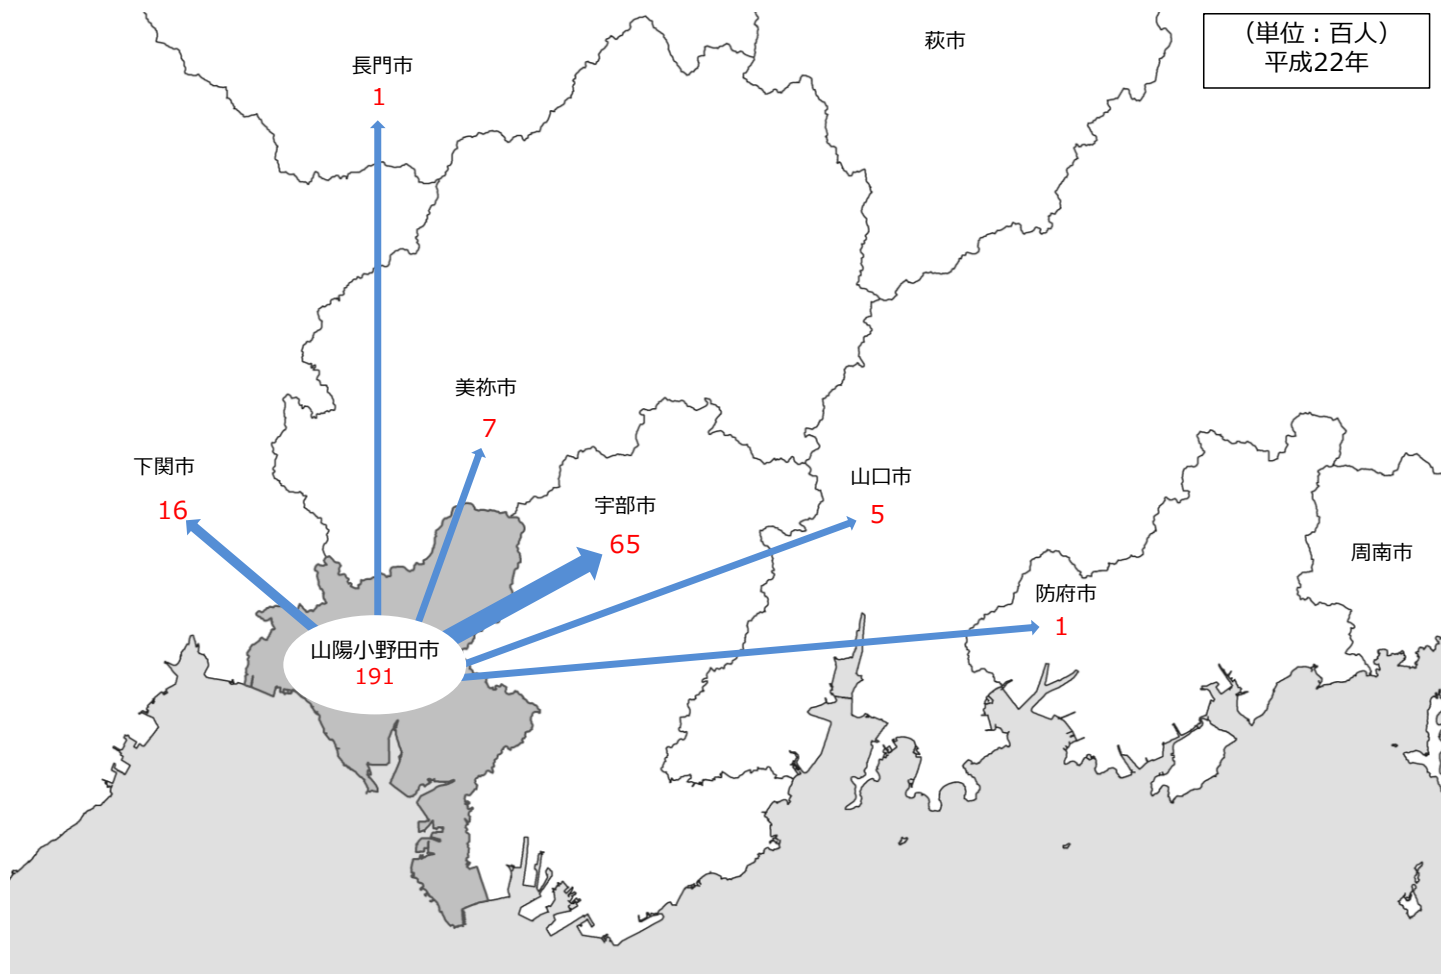 （単位：百人）
平成22年
萩市
長門市
1
美祢市
7
下関市
16
宇部市
65
山口市
5
周南市
防府市
1
山陽小野田市
191